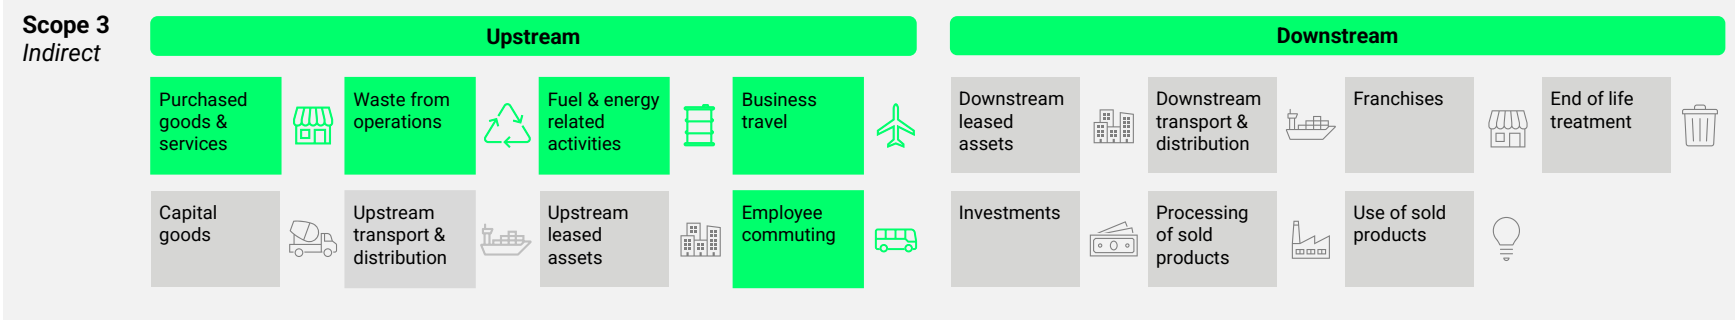 Scope 3
Indirect
Upstream
Downstream
Purchased
goods &
services
Waste from
operations
Fuel & energy
related
activities
Business
travel
Downstream
leased
assets
Downstream
transport &
distribution
Franchises
End of life
treatment
Capital
goods
Upstream
transport &
distribution
Upstream
leased
assets
Employee
commuting
Investments
Processing
of sold
products
Use of sold
products